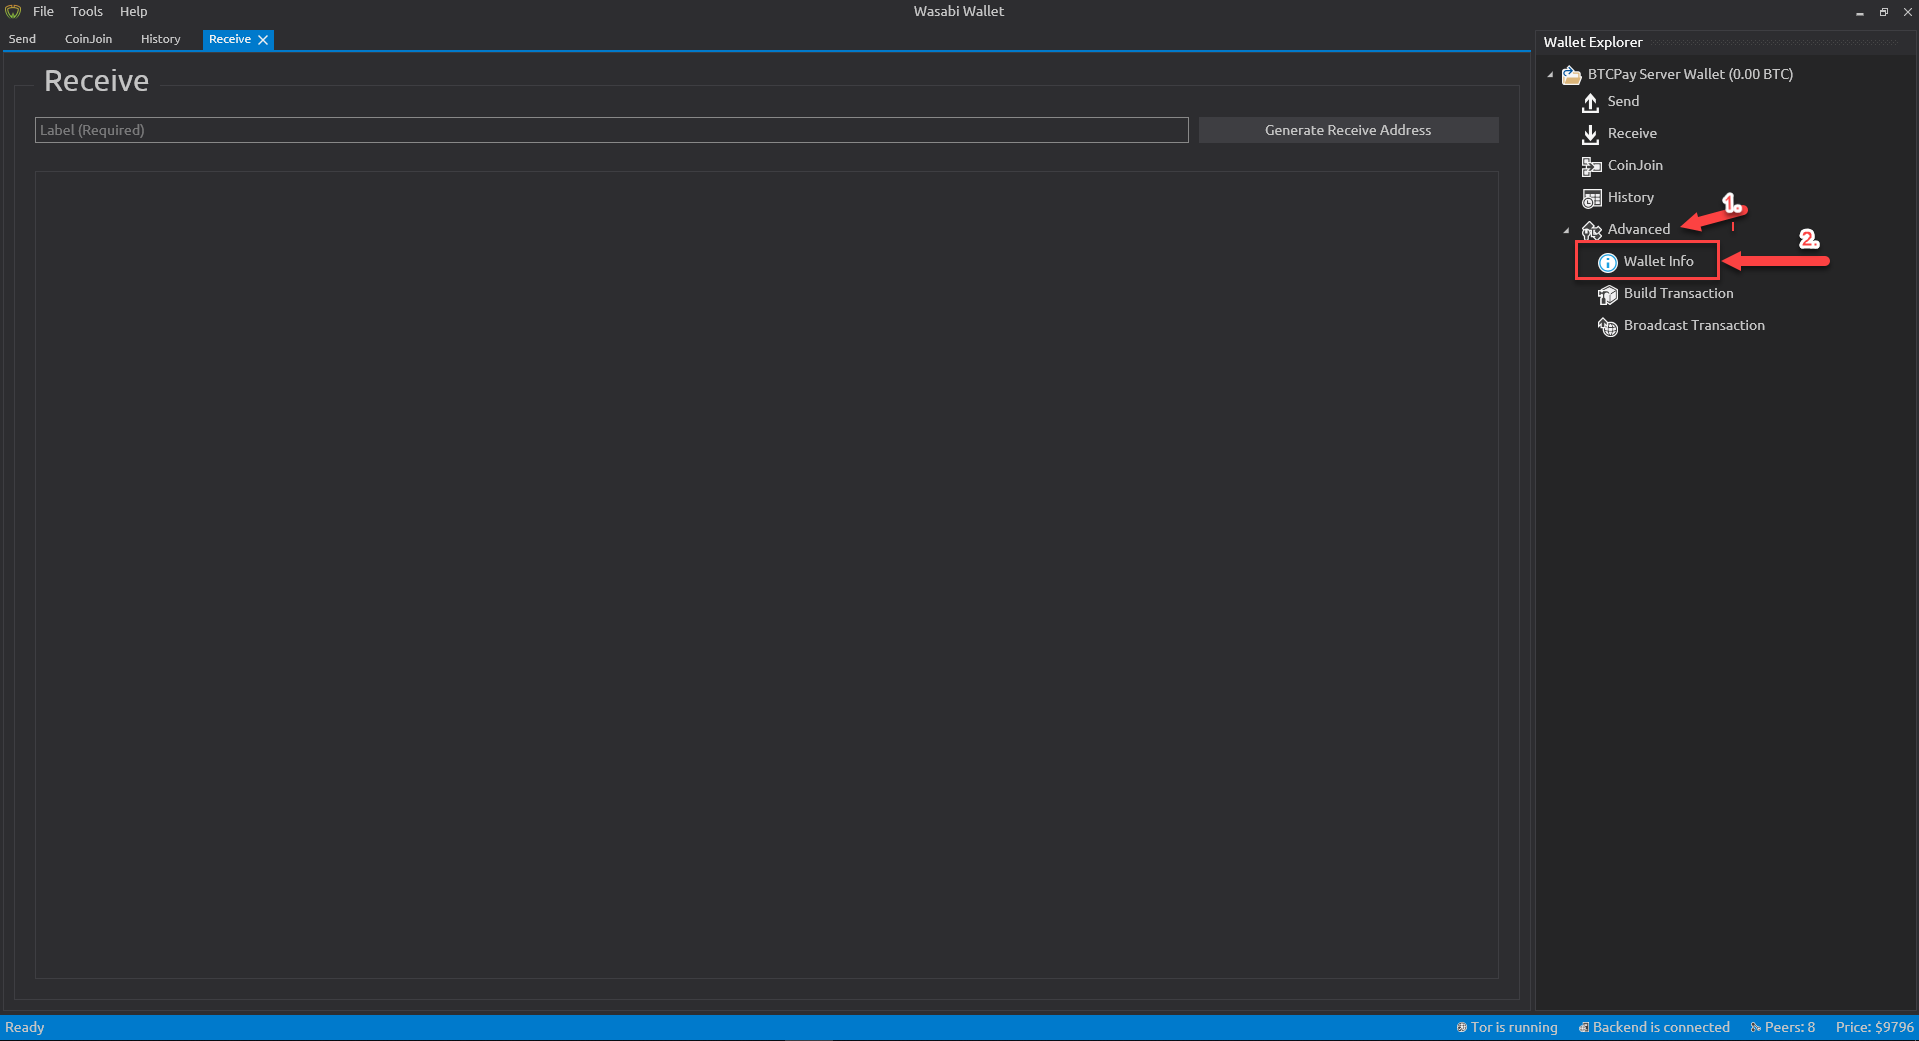 File Tools Help Wasabi Wallet
Send CoinJoin History Receive
Wallet Explorer
Receive
Label (Required) Generate Receive Address
BTCPay Server Wallet (0.00 BTC)
Send
Receive
CoinJoin
History
1.
Advanced
2.
Wallet Info
Build Transaction
Broadcast Transaction
Ready Tor is running Backend is connected Peers: 8 Price: $9796